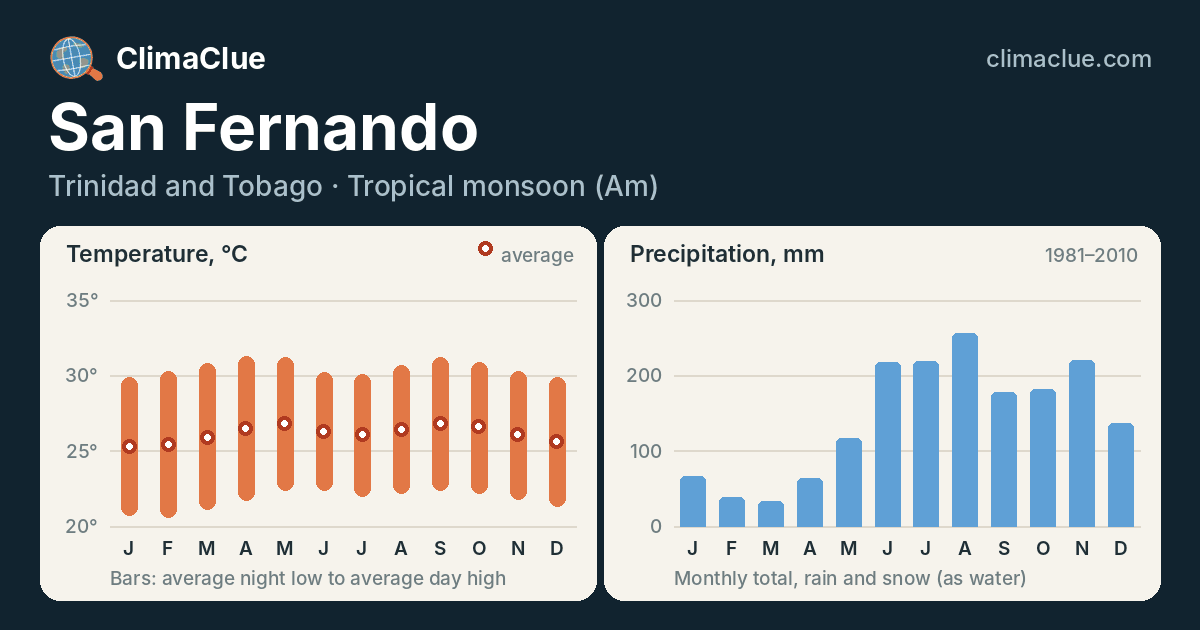 ClimaClue
climaclue.com
San Fernando
Trinidad and Tobago · Tropical monsoon (Am)
Temperature, °C
average
35°
30°
25°
20°
J F M A M J J A S O N D
Bars: average night low to average day high
Precipitation, mm
1981–2010
300
200
100
0
J F M A M J J A S O N D
Monthly total, rain and snow (as water)